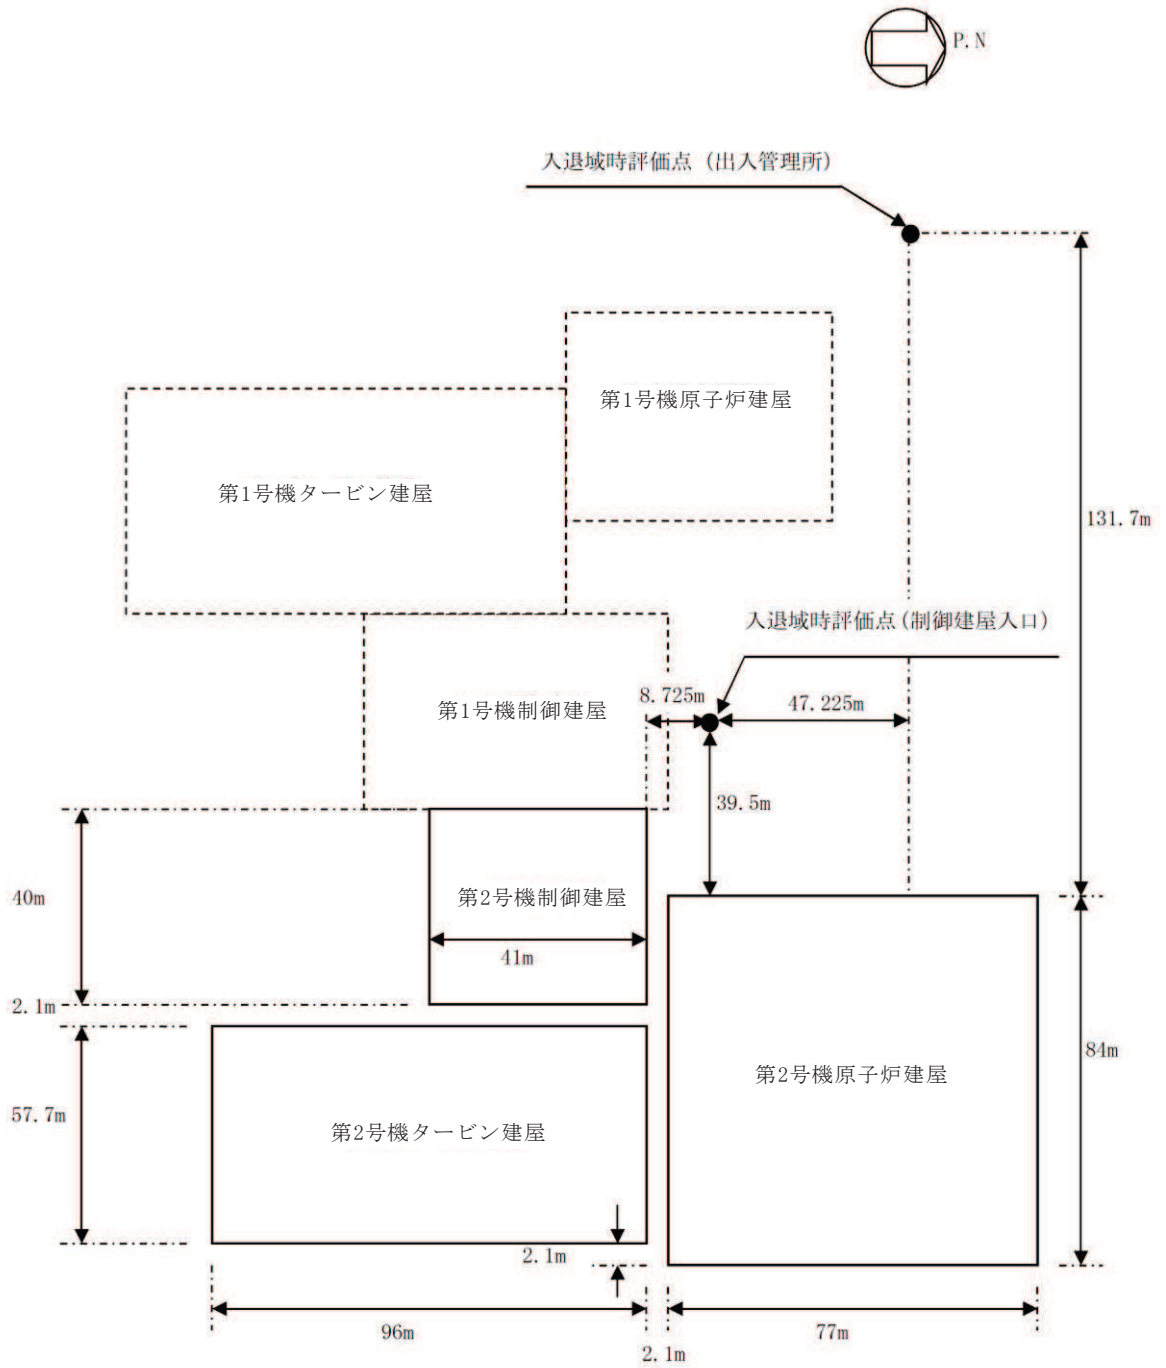 P.N
入退域時評価点 (出入管理所)
第1号機原子炉建屋
第1号機タービン建屋
131.7m
入退域時評価点(制御建屋入口)
8.725m
47.225m
第1号機制御建屋
39.5m
40m
第2号機制御建屋
41m
2.1m
84m
第2号機原子炉建屋
57.7m
第2号機タービン建屋
2.1m
96m
77m
2.1m